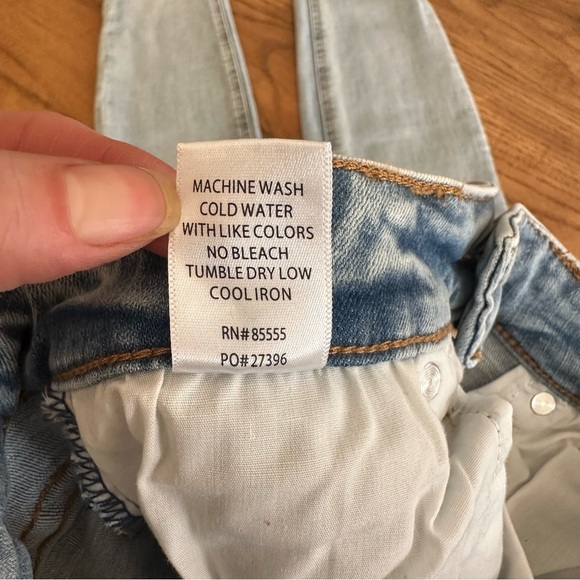 MACHINE WASH
COLD WATER
WITH LIKE COLORS
NO BLEACH
TUMBLE DRY LOW
COOL IRON
RN#85555
PO#27396